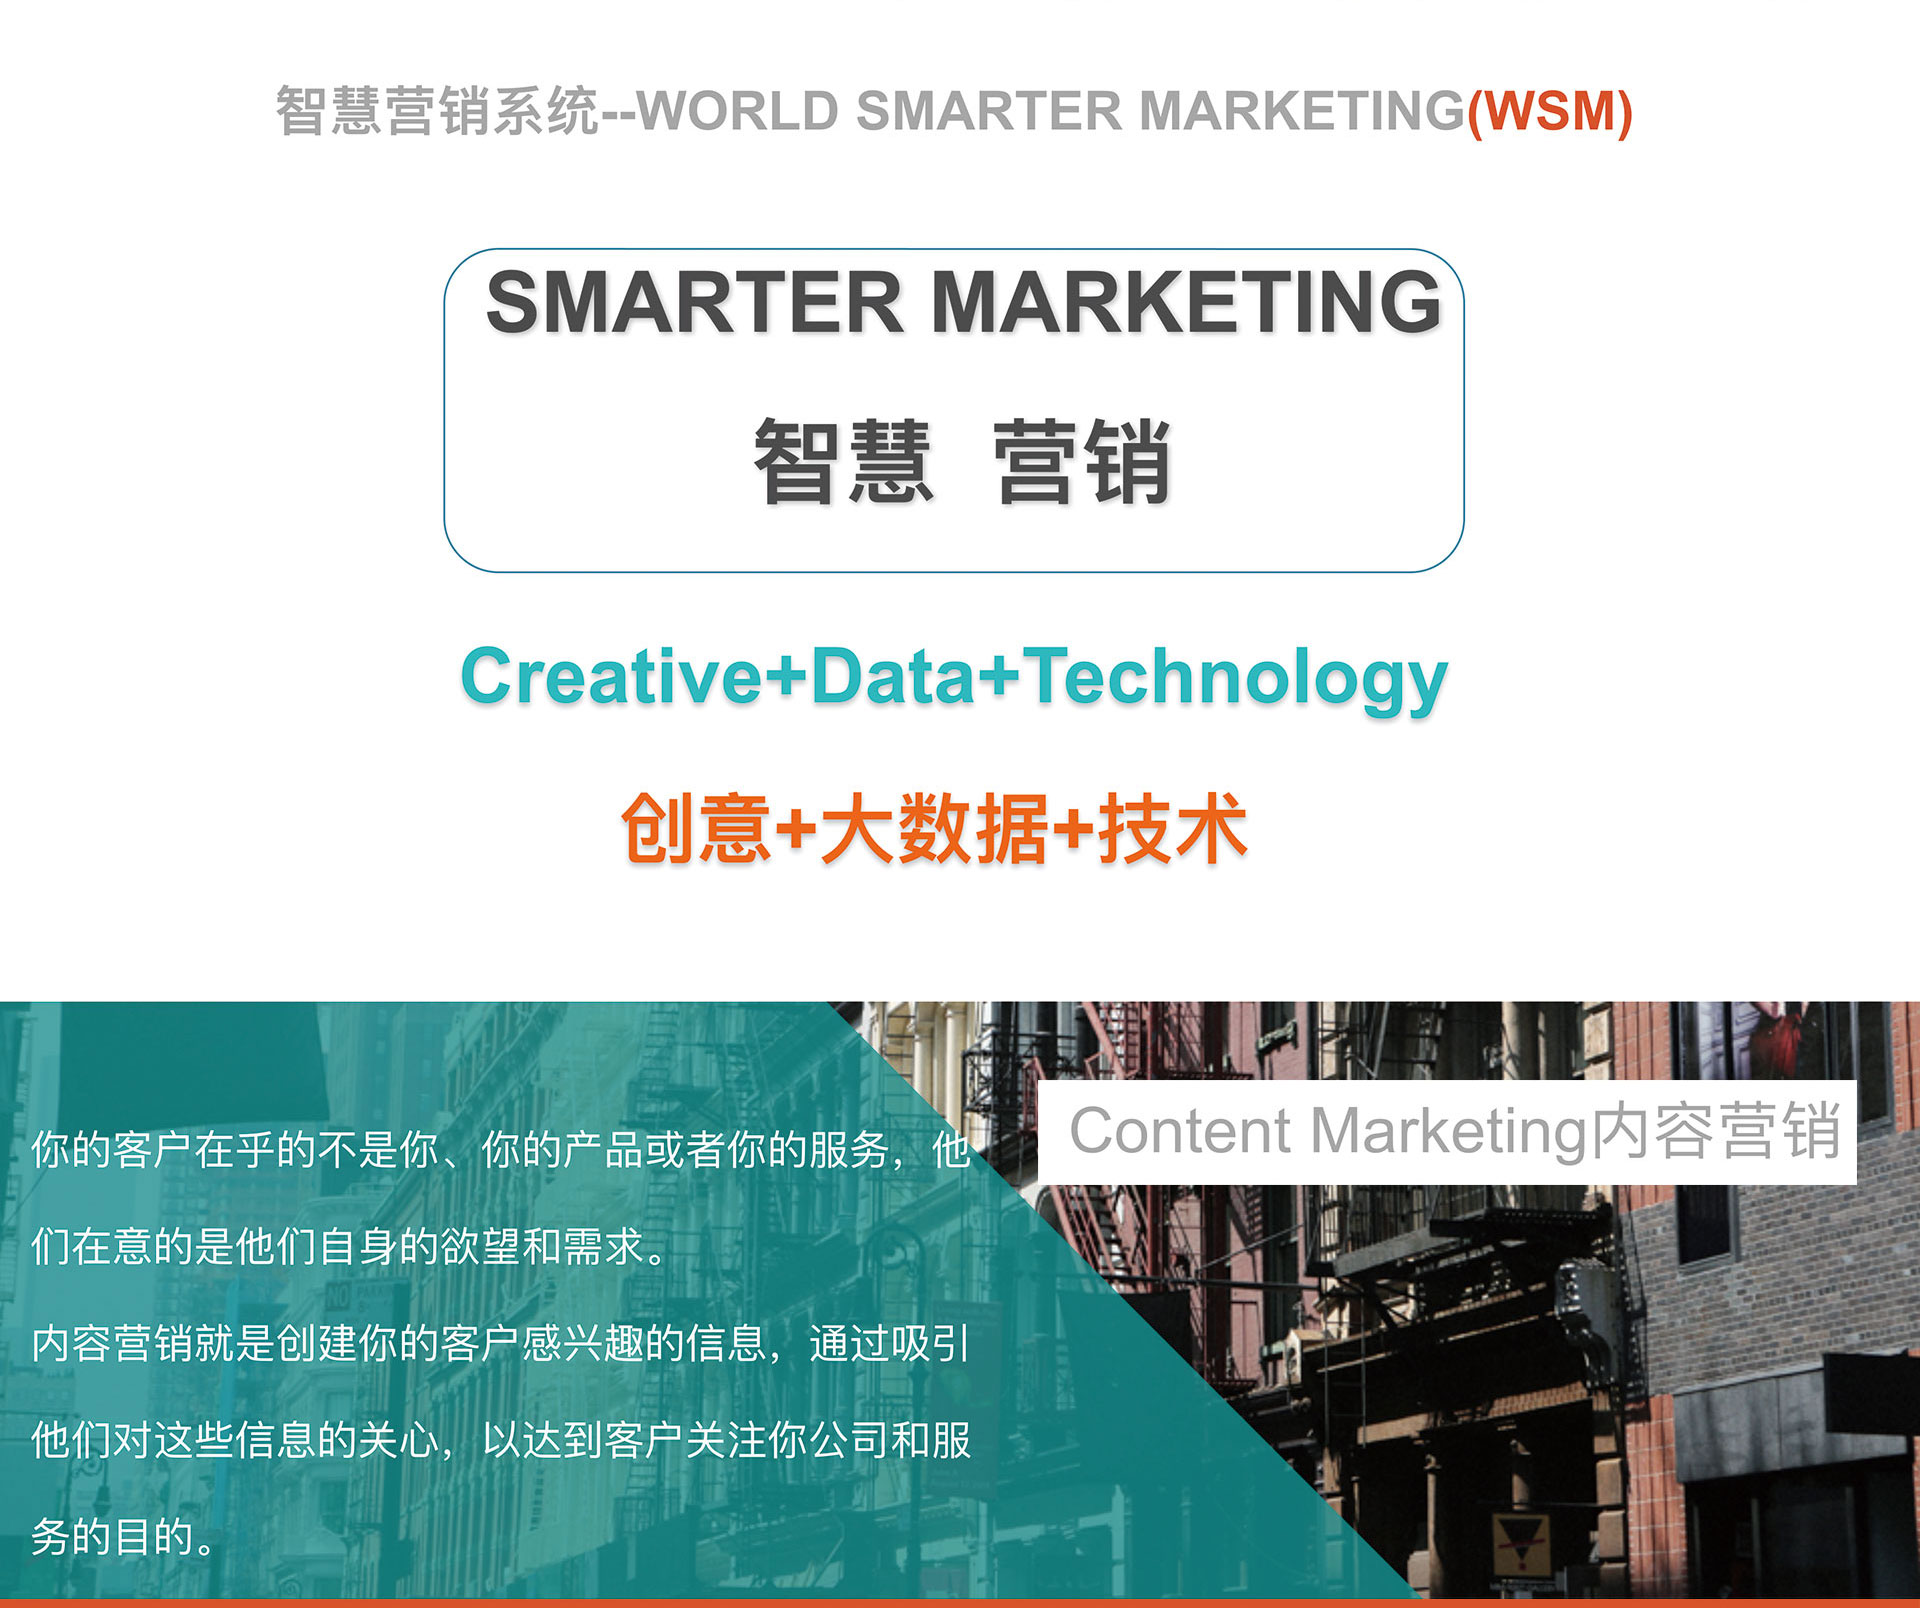 智慧营销系统--WORLD SMARTER MARKETING(WSM)
SMARTER MARKETING
智慧 营销
Creative+Data+Technology
创意+大数据+技术
Content Marketing内容营销
你的客户在乎的不是你、你的产品或者你的服务，他
们在意的是他们自身的欲望和需求。
内容营销就是创建你的客户感兴趣的信息，通过吸引
他们对这些信息的关心，以达到客户关注你公司和服
务的目的。
NO PARK